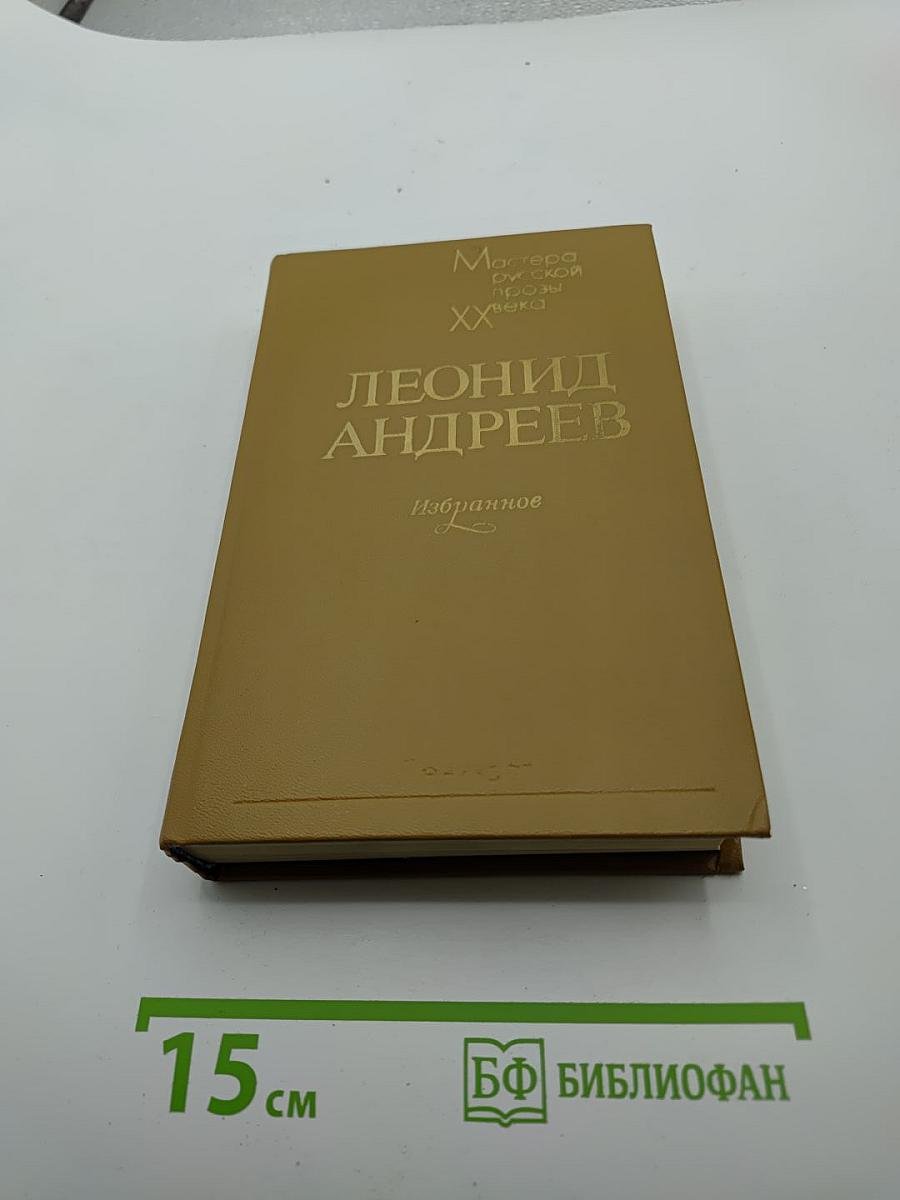 Мастера
русской
прозы
XX века
ЛЕОНИД
АНДРЕЕВ
Избранное
15 см
БФ БИБЛИОФАН